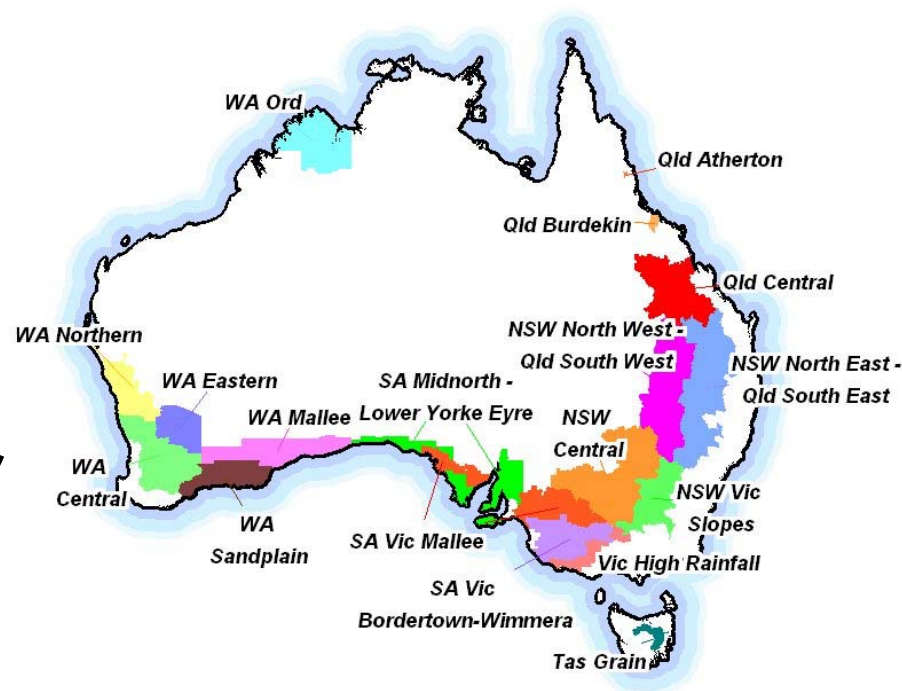 WA Ord
Qld Atherton
Qld Burdekin
Qld Central
NSW North West -
Qld South West
NSW North East -
Qld South East
WA Northern
WA Eastern
SA Midnorth -
Lower Yorke Eyre
WA Mallee
NSW
Central
WA
Central
NSW Vic
Slopes
WA
Sandplain
SA Vic Mallee
Vic High Rainfall
SA Vic
Bordertown-Wimmera
Tas Grain